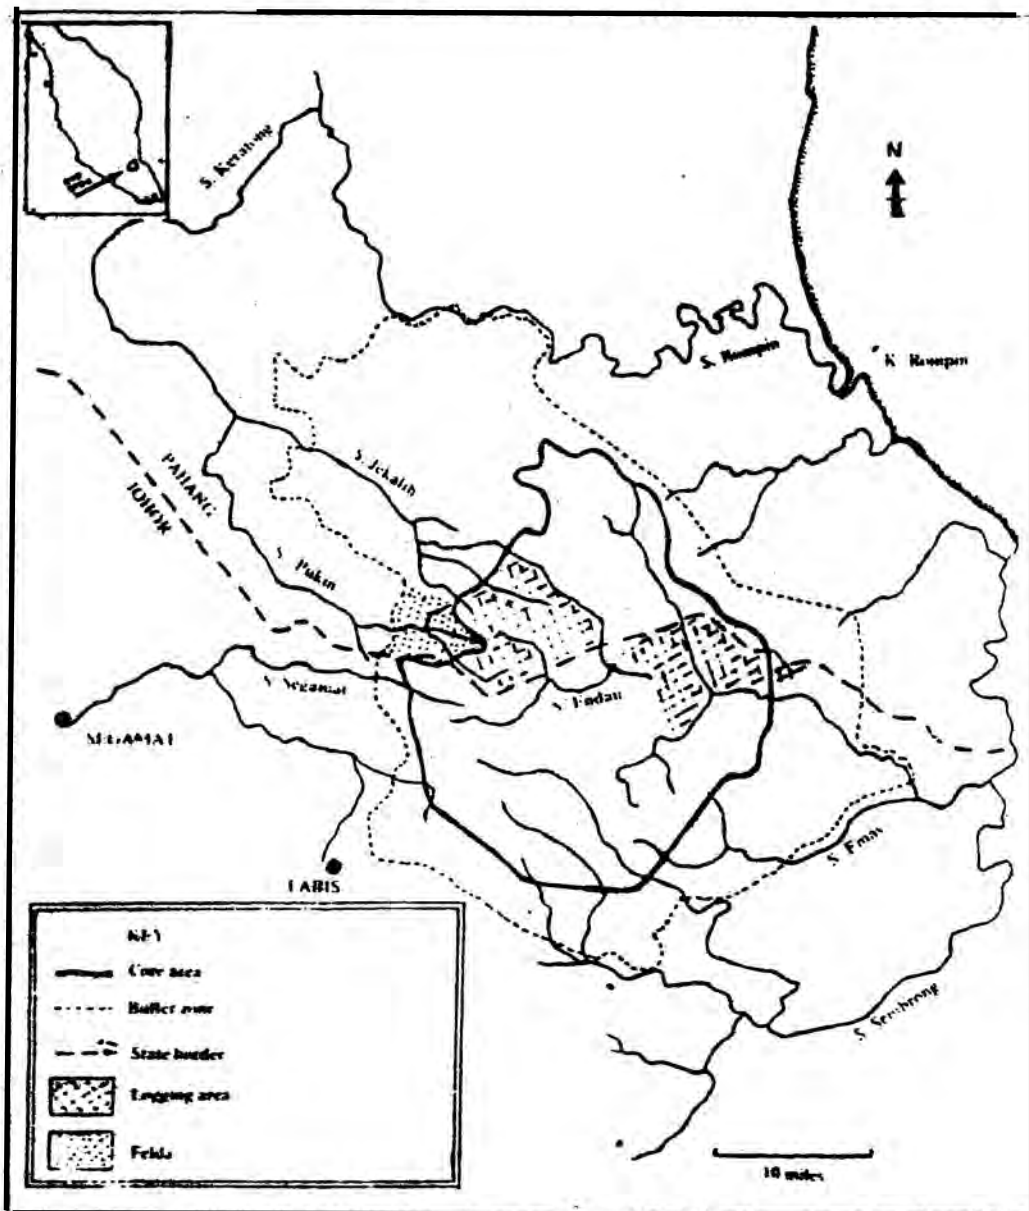 N
S. Keratong
S. Rompin
K. Rompin
PAHANG
JOHOR
S. Jekatih
S. Pukin
S. Segamat
S. Endau
SEGAMAT
LABIS
S. Emas
S. Sembrong
KEY
Core area
Buffer zone
State border
Logging area
Felda
10 miles